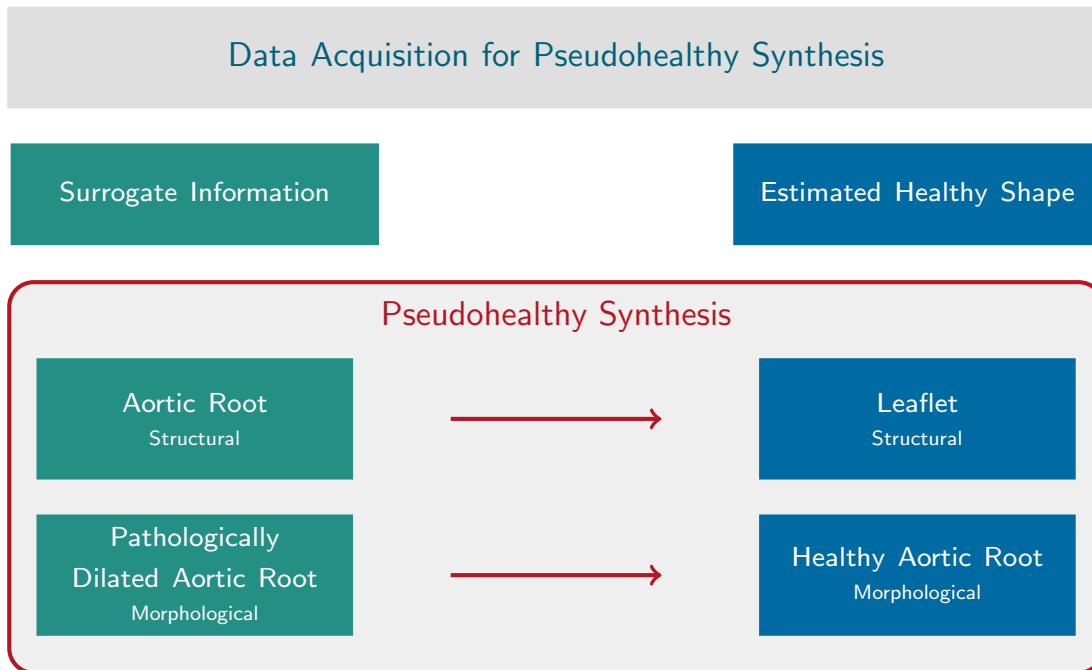 Data Acquisition for Pseudohealthy Synthesis
Surrogate Information
Estimated Healthy Shape
Pseudohealthy Synthesis
Aortic Root
Structural
Leaflet
Structural
Pathologically
Dilated Aortic Root
Morphological
Healthy Aortic Root
Morphological